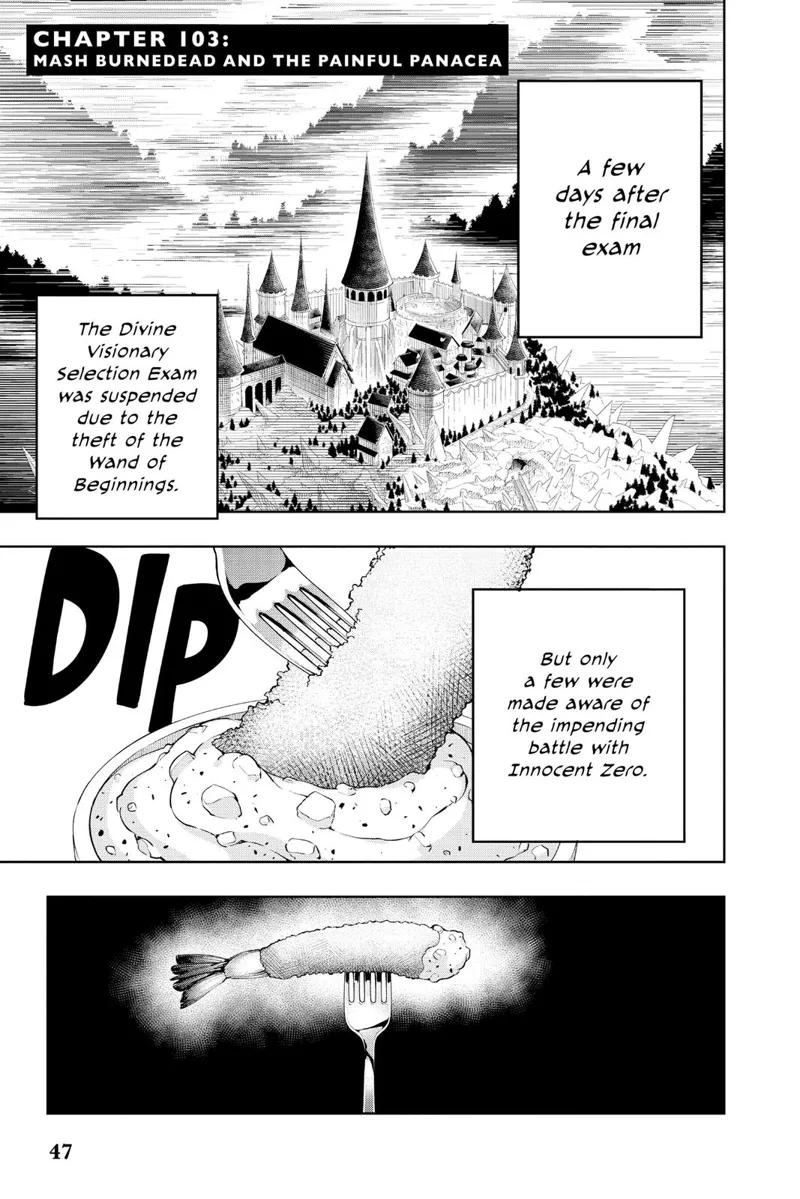 CHAPTER 103:
MASH BURNEDEAD AND THE PAINFUL PANACEA
A few
days after
the final
exam
The Divine
Visionary
Selection Exam
was suspended
due to the
theft of the
Wand of
Beginnings.
DIP
But only
a few were
made aware of
the impending
battle with
Innocent Zero.
47